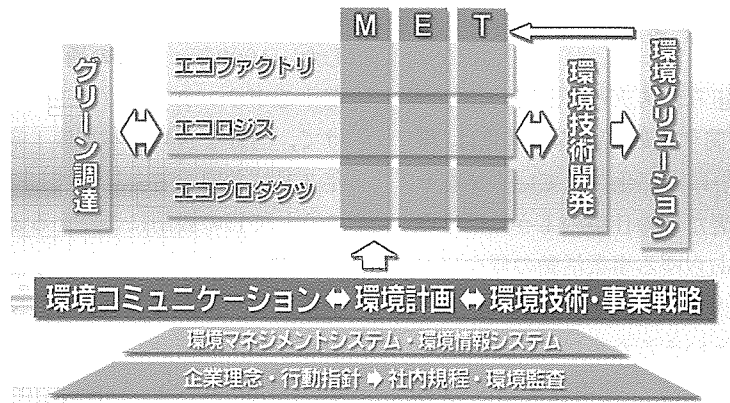 M E T
グリーン調達
エコファクトリ
エコロジス
エコプロダクツ
環境技術開発
環境ソリューション
環境コミュニケーション⇔環境計画⇔環境技術・事業戦略
環境マネジメントシステム・環境情報システム
企業理念・行動指針➡社内規程・環境監査